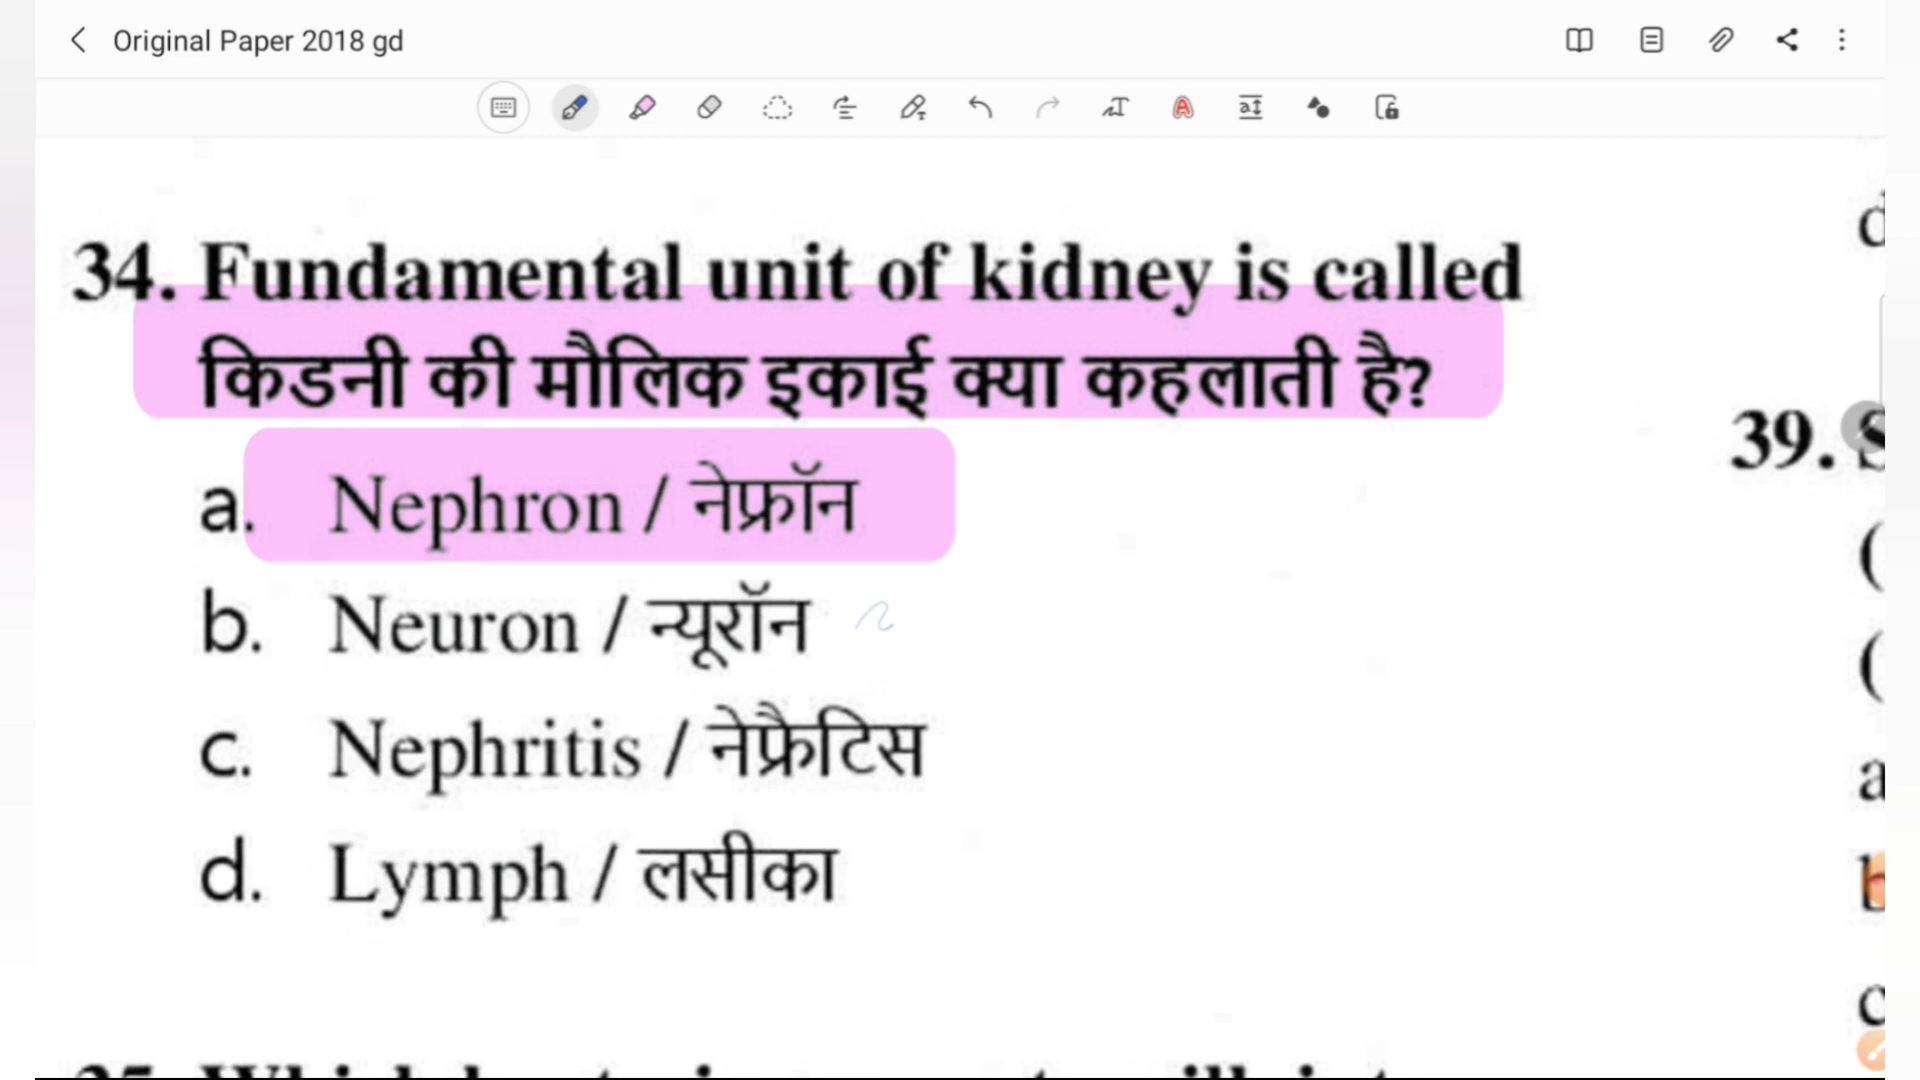 Original Paper 2018 gd
34. Fundamental unit of kidney is called
किडनी की मौलिक इकाई क्या कहलाती है?
a. Nephron / नेफ्रॉन
b. Neuron / न्यूरॉन
c. Nephritis / नेफ्रैटिस
d. Lymph / लसीका
d
39. S
(
(
a
b
c